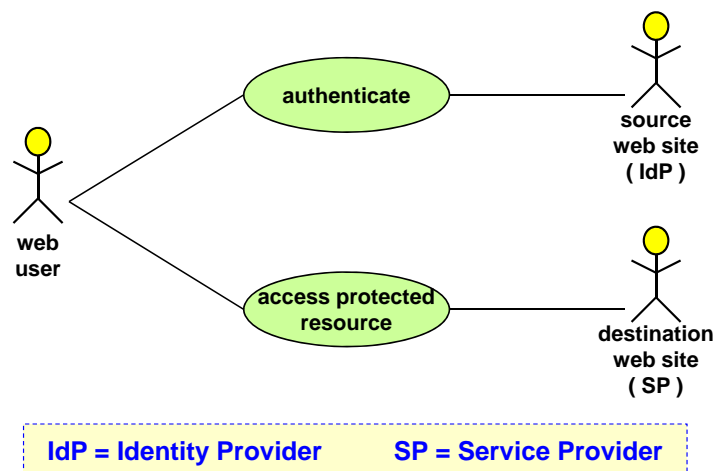 authenticate
source
web site
( IdP )
web
user
access protected
resource
destination
web site
( SP )
IdP = Identity Provider SP = Service Provider